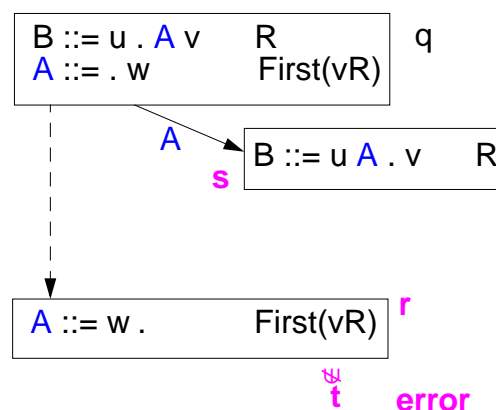 B ::= u . A v R q
A ::= . w First(vR)
A
B ::= u A . v R
s
A ::= w . First(vR) r
∉
t error